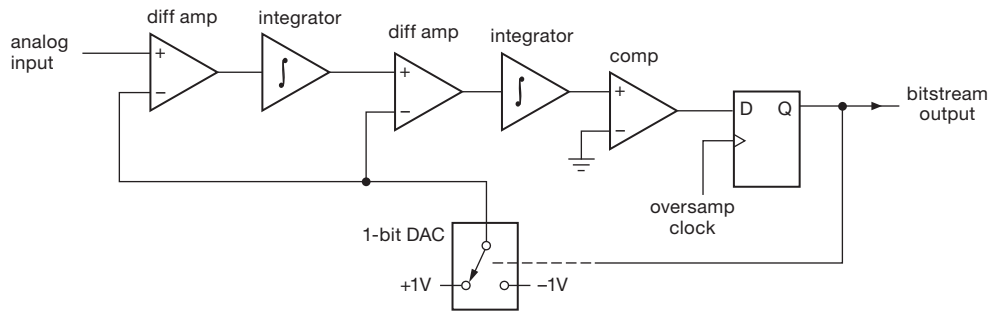 diff amp
integrator
analog
input
+
−
∫
diff amp
integrator
+
−
∫
comp
+
−
D Q
bitstream
output
oversamp
clock
1-bit DAC
+1V
−1V